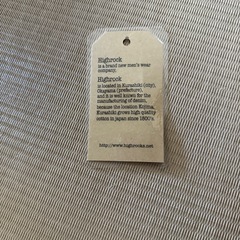 Highrock
is a brand new men's wear
company.
Highrock
is located in Kurashiki (city),
Okayama (prefecture),
and it is well known for the
manufacturing of denim,
because the location Kojima,
Kurashiki grows high quality
cotton in japan since 1800's.
http://www.highrocks.net